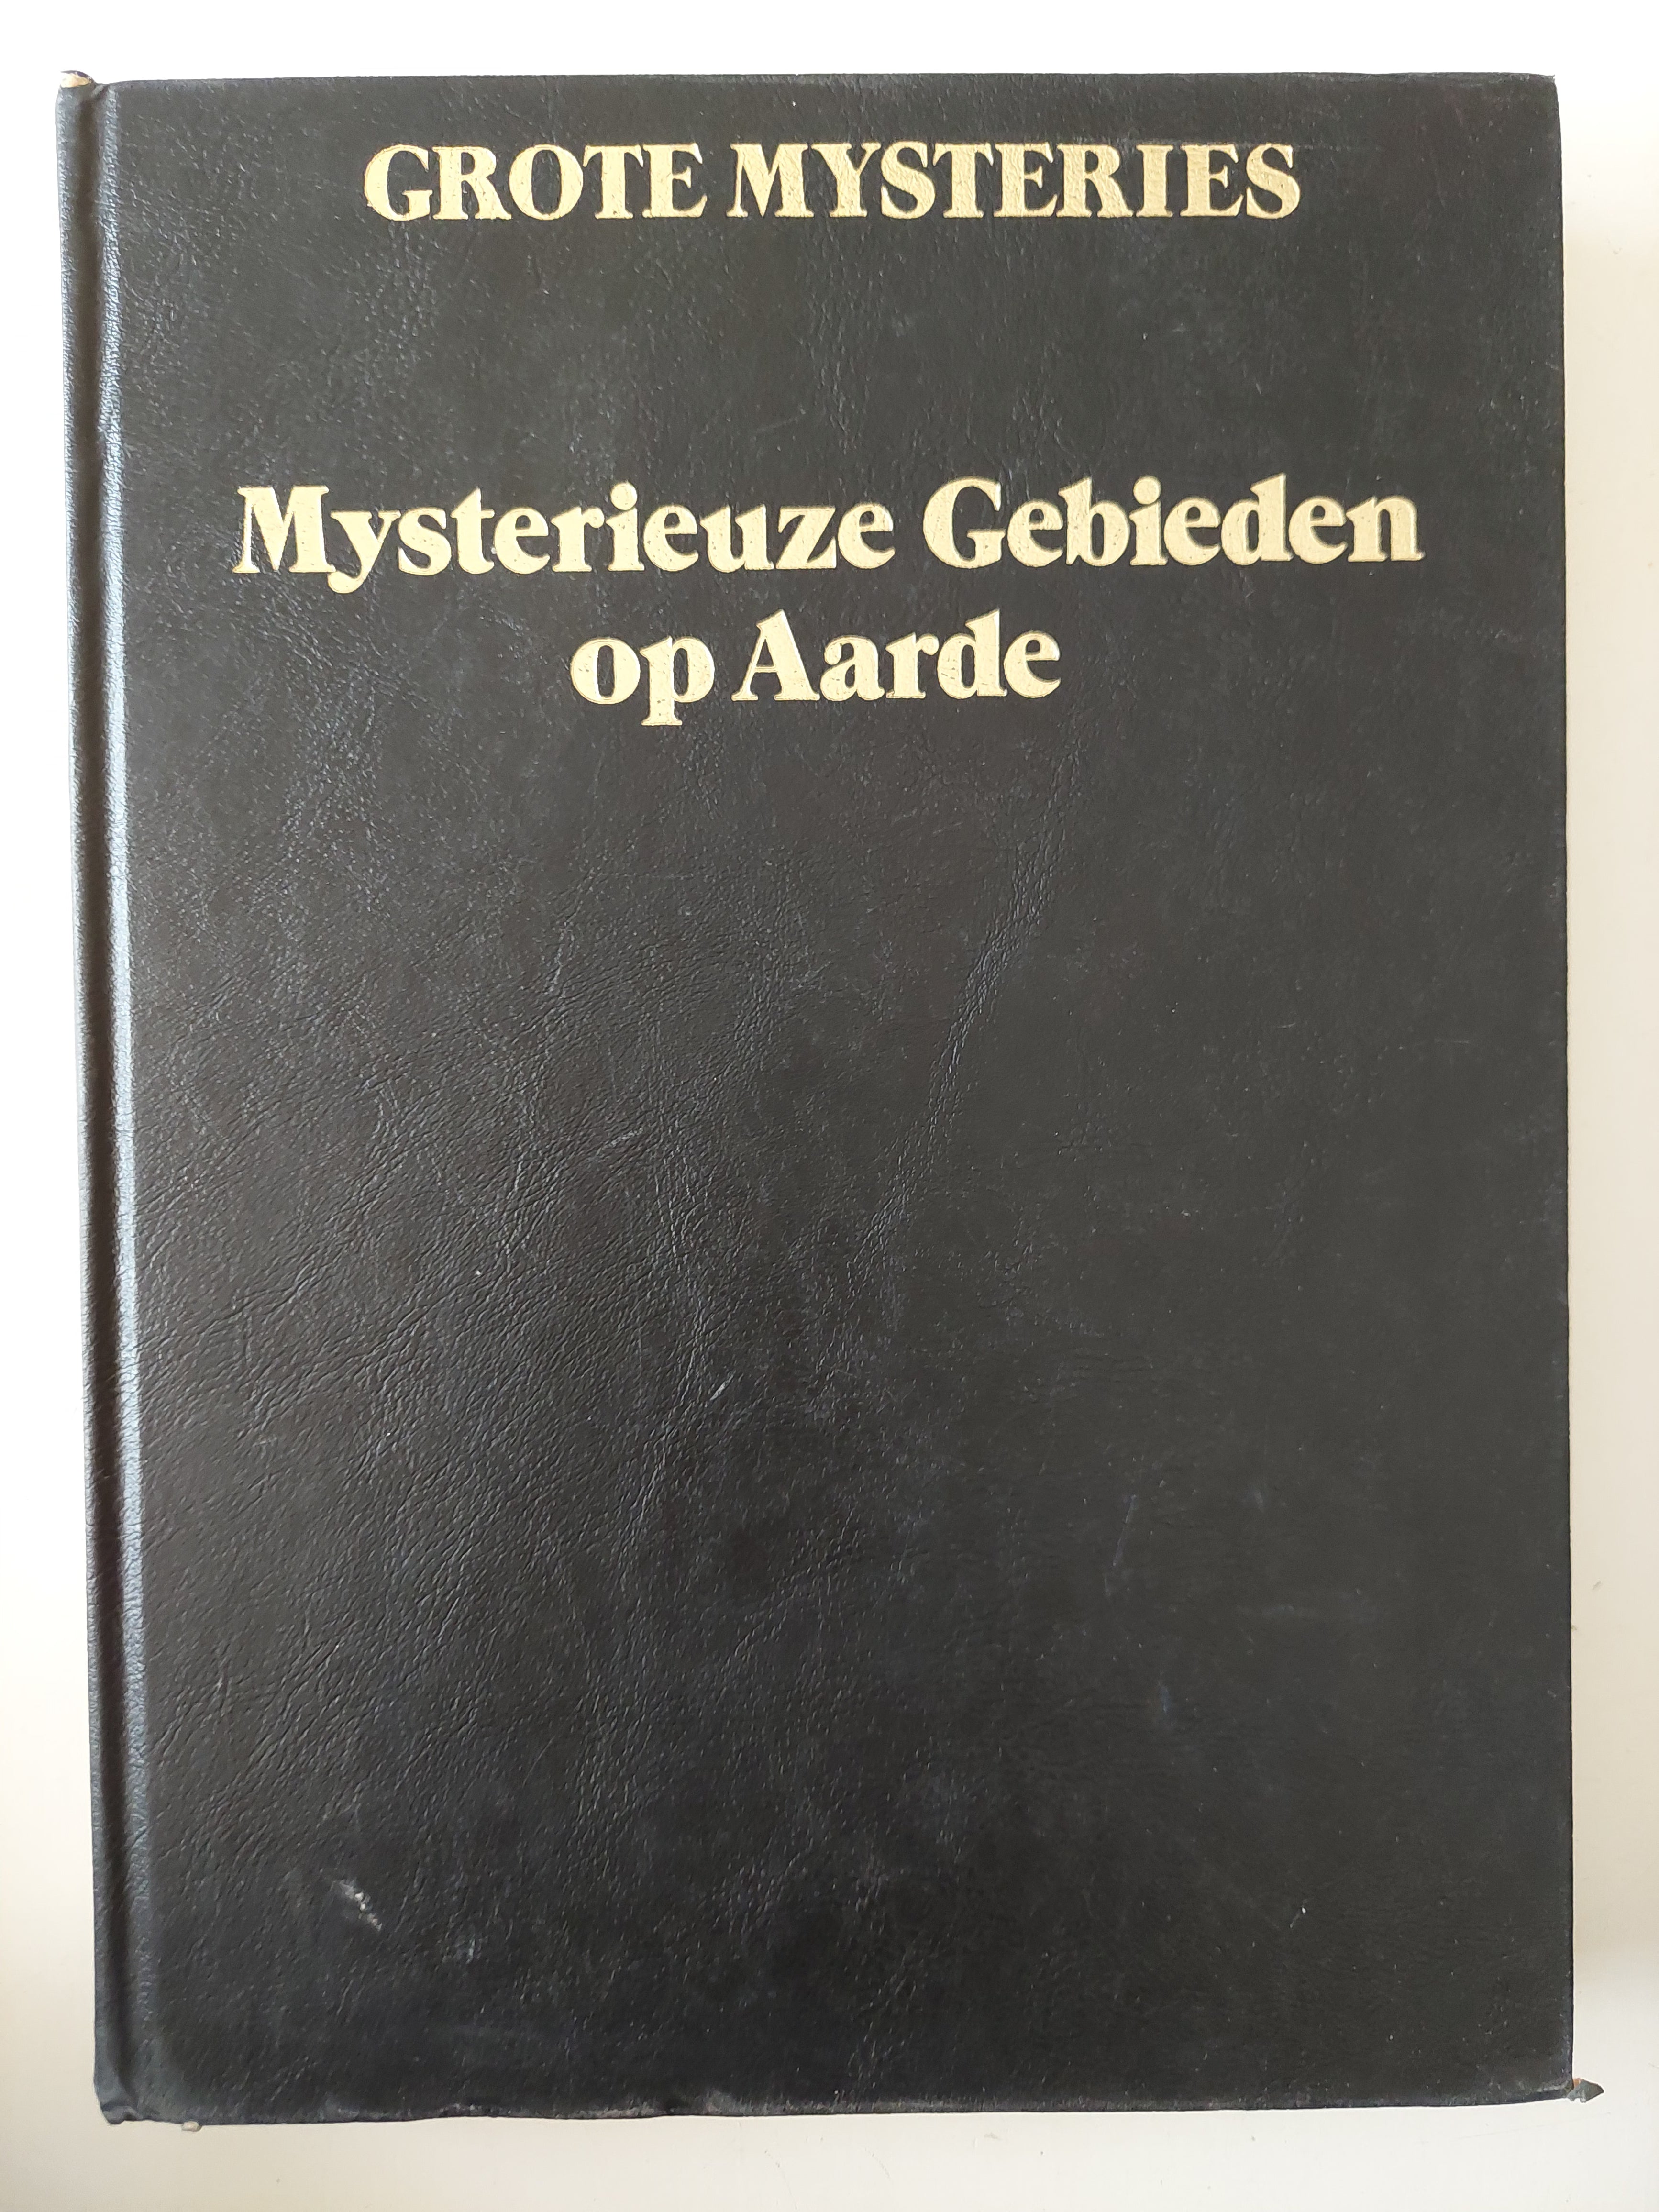 GROTE MYSTERIES
Mysterieuze Gebieden
op Aarde